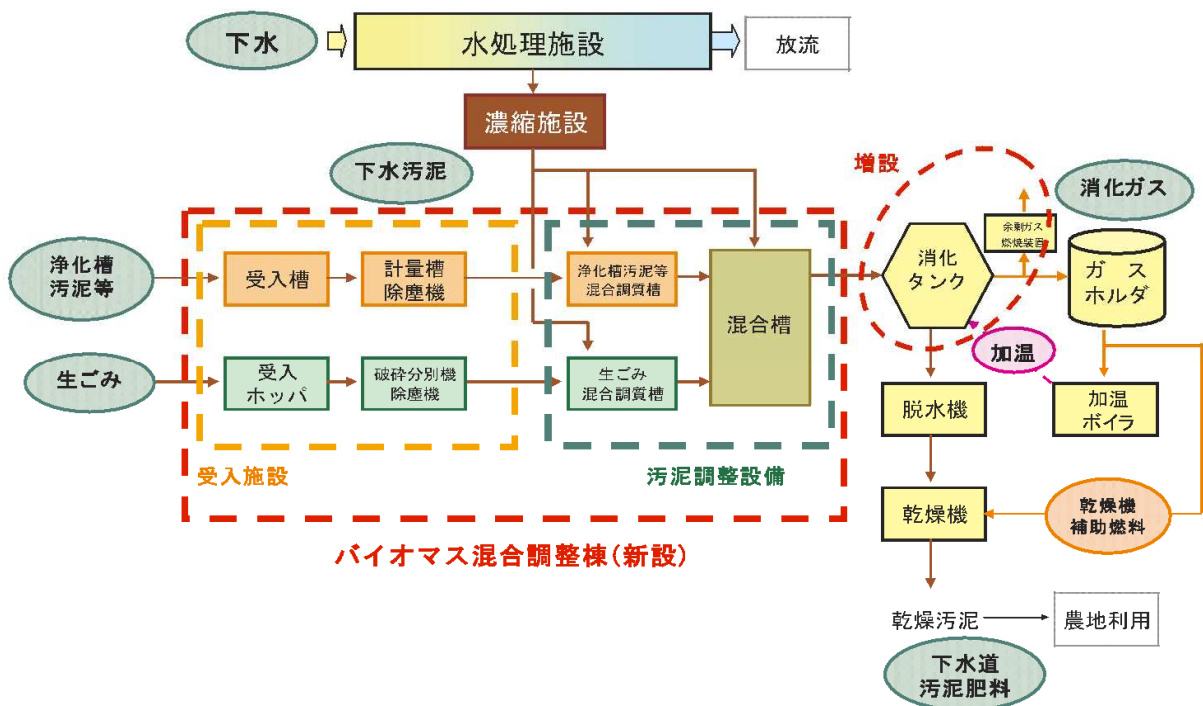 下水
水処理施設
放流
濃縮施設
下水汚泥
増設
消化ガス
余剰ガス
燃焼装置
浄化槽
汚泥等
受入槽
計量槽
除塵機
浄化槽汚泥等
混合調質槽
混合槽
消化
タンク
ガス
ホルダ
生ごみ
受入
ホッパ
破砕分別機
除塵機
生ごみ
混合調質槽
加温
脱水機
加温
ボイラ
受入施設
汚泥調整設備
乾燥機
乾燥機
補助燃料
バイオマス混合調整棟(新設)
乾燥汚泥
農地利用
下水道
汚泥肥料